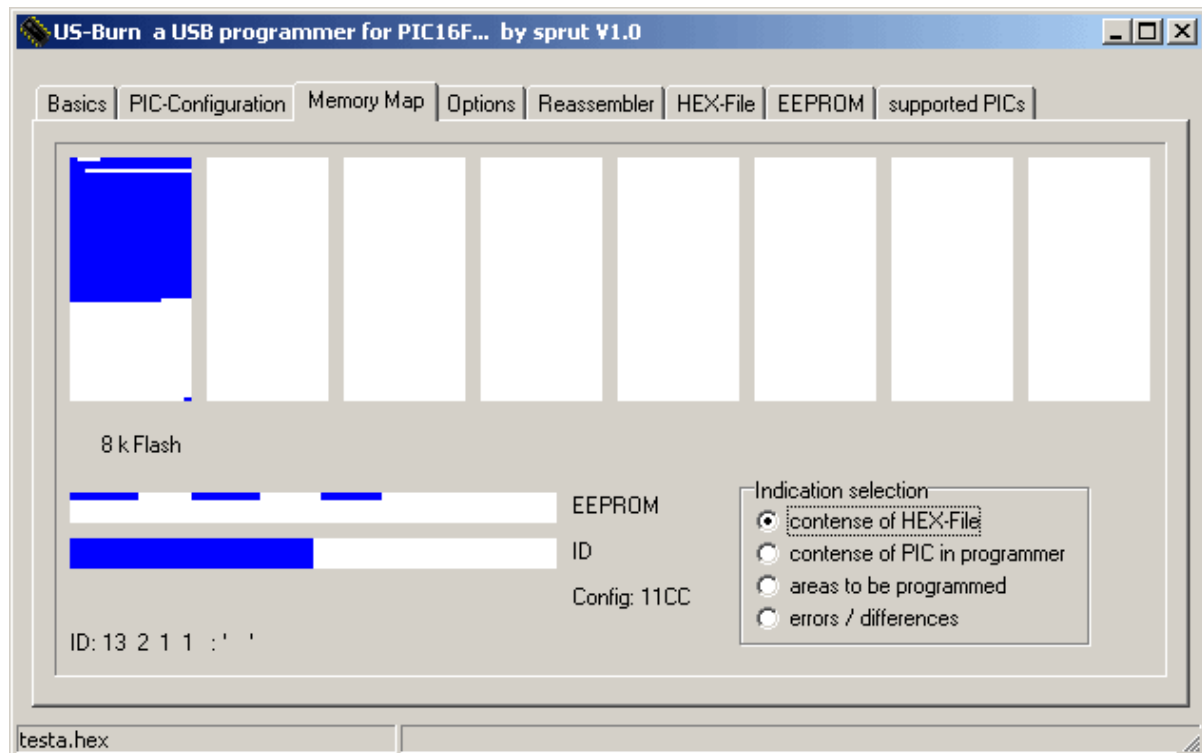 US-Burn a USB programmer for PIC16F... by sprut V1.0
Basics PIC-Configuration Memory Map Options Reassembler HEX-File EEPROM supported PICs
8 k Flash
EEPROM
ID
Config: 11CC
ID: 13 2 1 1 : ' '
Indication selection
contense of HEX-File
contense of PIC in programmer
areas to be programmed
errors / differences
testa.hex